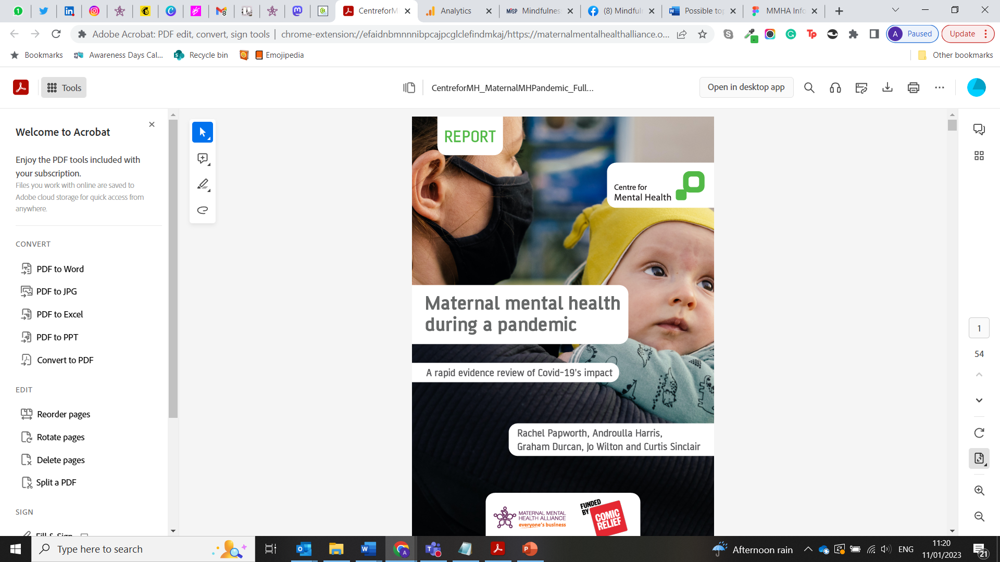 CentreforM
Analytics
MiSP Mindfulnes
(8) Mindful
Possible to
MMHA Info
Adobe Acrobat: PDF edit, convert, sign tools
chrome-extension://efaidnbmnnnibpcajpcglclefindmkaj/https://maternalmentalhealthalliance.o...
Tp
A Paused
Update
Bookmarks
Awareness Days Cal...
Recycle bin
Emojipedia
Other bookmarks
Tools
CentreforMH_MaternalMHPandemic_Full...
Open in desktop app
Welcome to Acrobat
Enjoy the PDF tools included with
your subscription.
Files you work with online are saved to
Adobe cloud storage for quick access from
anywhere.
CONVERT
PDF to Word
PDF to JPG
PDF to Excel
PDF to PPT
Convert to PDF
EDIT
Reorder pages
Rotate pages
Delete pages
Split a PDF
SIGN
Fill & Sign
REPORT
Centre for
Mental Health
Maternal mental health
during a pandemic
A rapid evidence review of Covid-19's impact
Rachel Papworth, Androulla Harris,
Graham Durcan, Jo Wilton and Curtis Sinclair
MATERNAL MENTAL
HEALTH ALLIANCE
everyone's business
FUNDED
BY
COMIC
RELIEF
1
54
Type here to search
Afternoon rain
ENG
11:20
11/01/2023
21